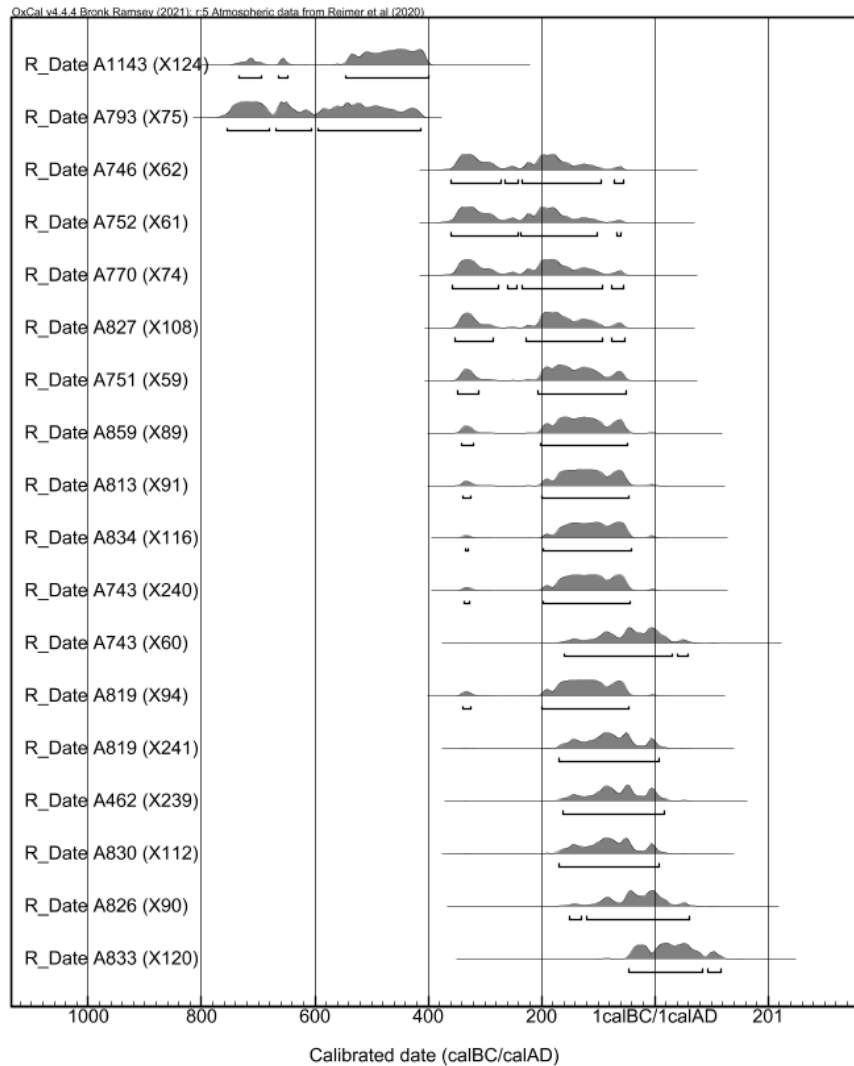 OxCal v4.4.4 Bronk Ramsey (2021); r:5 Atmospheric data from Reimer et al (2020)
R_Date A1143 (X124)
R_Date A793 (X75)
R_Date A746 (X62)
R_Date A752 (X61)
R_Date A770 (X74)
R_Date A827 (X108)
R_Date A751 (X59)
R_Date A859 (X89)
R_Date A813 (X91)
R_Date A834 (X116)
R_Date A743 (X240)
R_Date A743 (X60)
R_Date A819 (X94)
R_Date A819 (X241)
R_Date A462 (X239)
R_Date A830 (X112)
R_Date A826 (X90)
R_Date A833 (X120)
1000 800 600 400 200 1calBC/1calAD 201
Calibrated date (calBC/calAD)